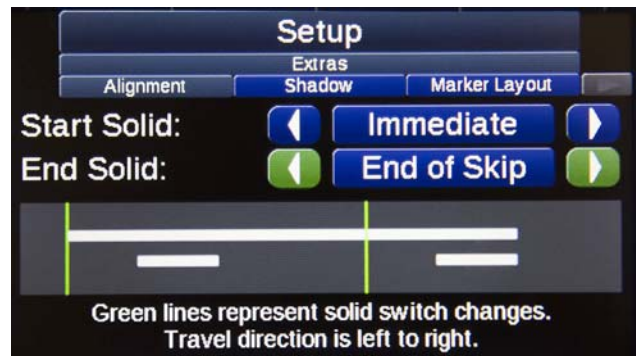 Setup
Extras
Alignment Shadow Marker Layout
Start Solid: Immediate
End Solid: End of Skip
Green lines represent solid switch changes.
Travel direction is left to right.